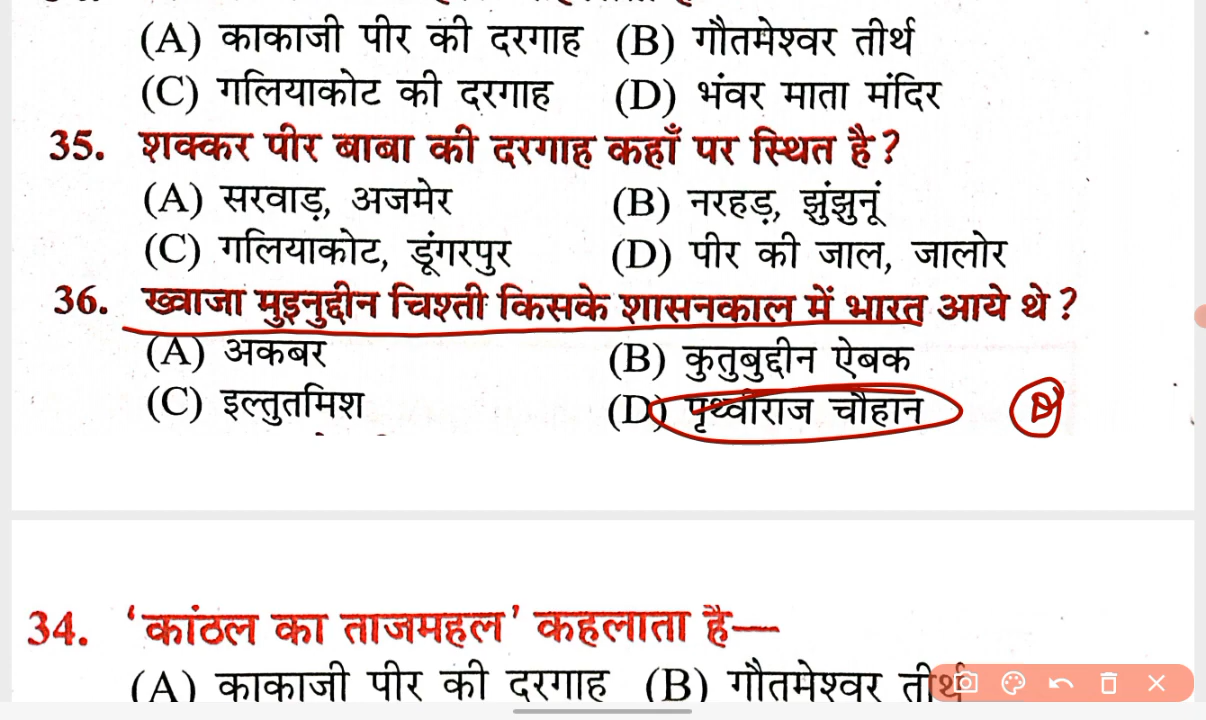 (A) काकाजी पीर की दरगाह (B) गौतमेश्वर तीर्थ
(C) गलियाकोट की दरगाह (D) भंवर माता मंदिर
35. शक्कर पीर बाबा की दरगाह कहाँ पर स्थित है?
(A) सरवाड़, अजमेर (B) नरहड़, झुंझुनूं
(C) गलियाकोट, डूंगरपुर (D) पीर की जाल, जालोर
36. ख्वाजा मुइनुद्दीन चिश्ती किसके शासनकाल में भारत आये थे?
(A) अकबर (B) कुतुबुद्दीन ऐबक
(C) इल्तुतमिश (D) पृथ्वीराज चौहान D
34. 'कांठल का ताजमहल' कहलाता है—
(A) काकाजी पीर की दरगाह (B) गौतमेश्वर तीर्थ